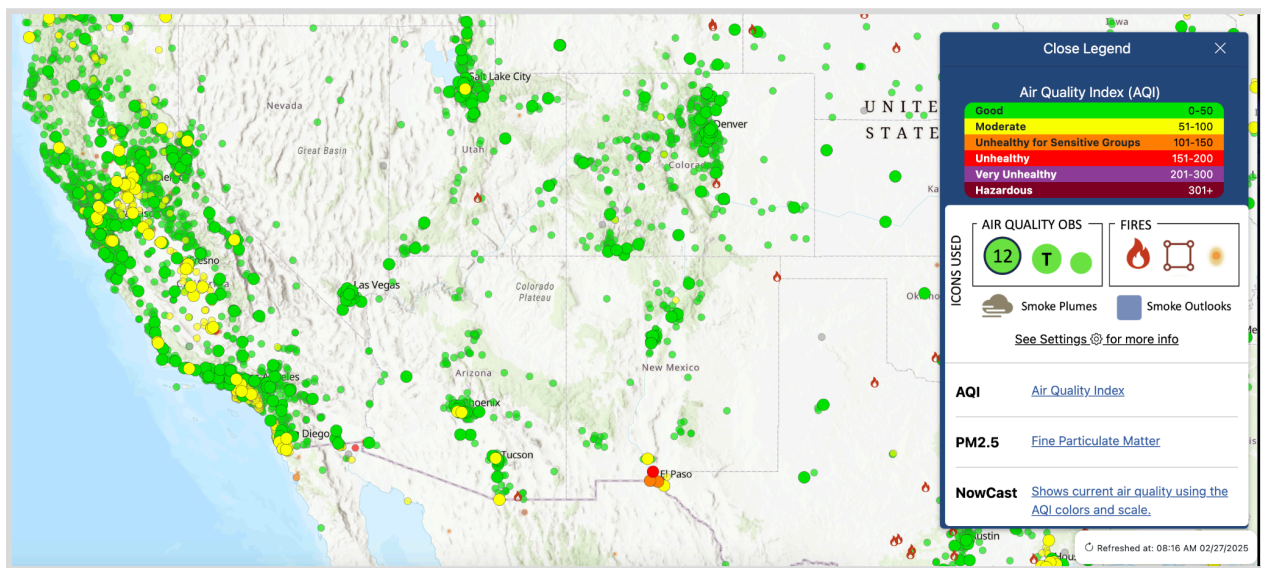 Iowa
Close Legend
Air Quality Index (AQI)
Good 0-50
Moderate 51-100
Unhealthy for Sensitive Groups 101-150
Unhealthy 151-200
Very Unhealthy 201-300
Hazardous 301+
Salt Lake City
Nevada
UNITE
STATE
Denver
Great Basin
Utah
Colorad
Ka
AIR QUALITY OBS
FIRES
ICONS USED
12
T
resno
Las Vegas
Colorado
Plateau
Smoke Plumes
Smoke Outlooks
See Settings for more info
New Mexico
Arizona
AQI
Air Quality Index
Diego
PM2.5
Fine Particulate Matter
Tucson
El Paso
NowCast
Shows current air quality using the
AQI colors and scale.
Refreshed at: 08:16 AM 02/27/2025